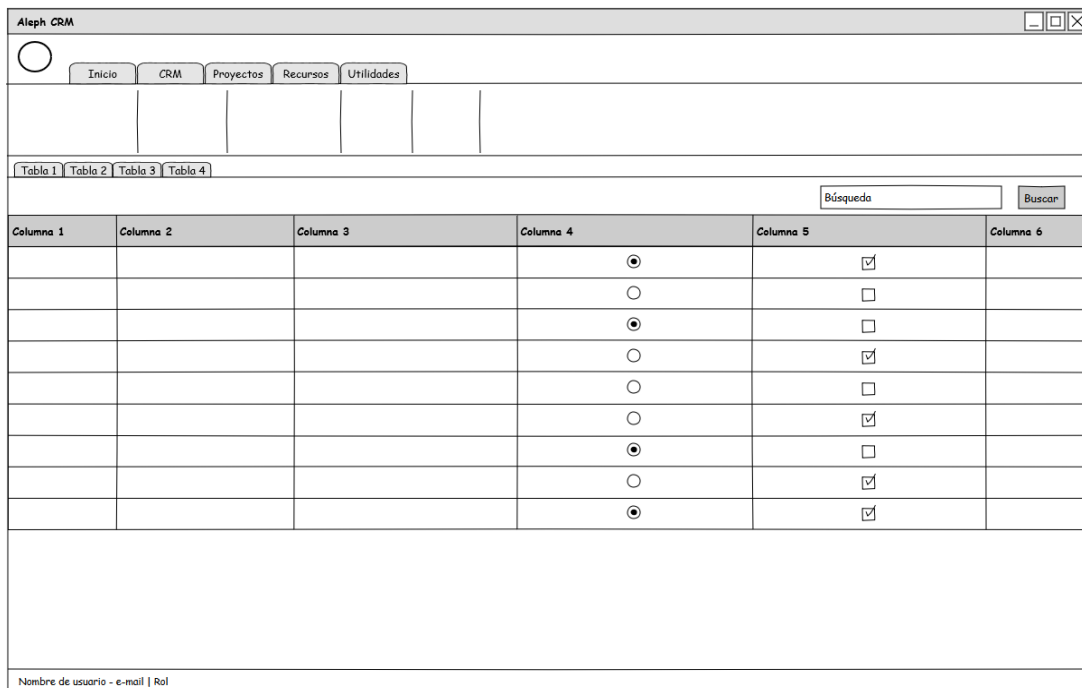 Aleph CRM
Inicio CRM Proyectos Recursos Utilidades
Tabla 1 Tabla 2 Tabla 3 Tabla 4
Búsqueda Buscar
Columna 1 Columna 2 Columna 3 Columna 4 Columna 5 Columna 6
Nombre de usuario - e-mail | Rol